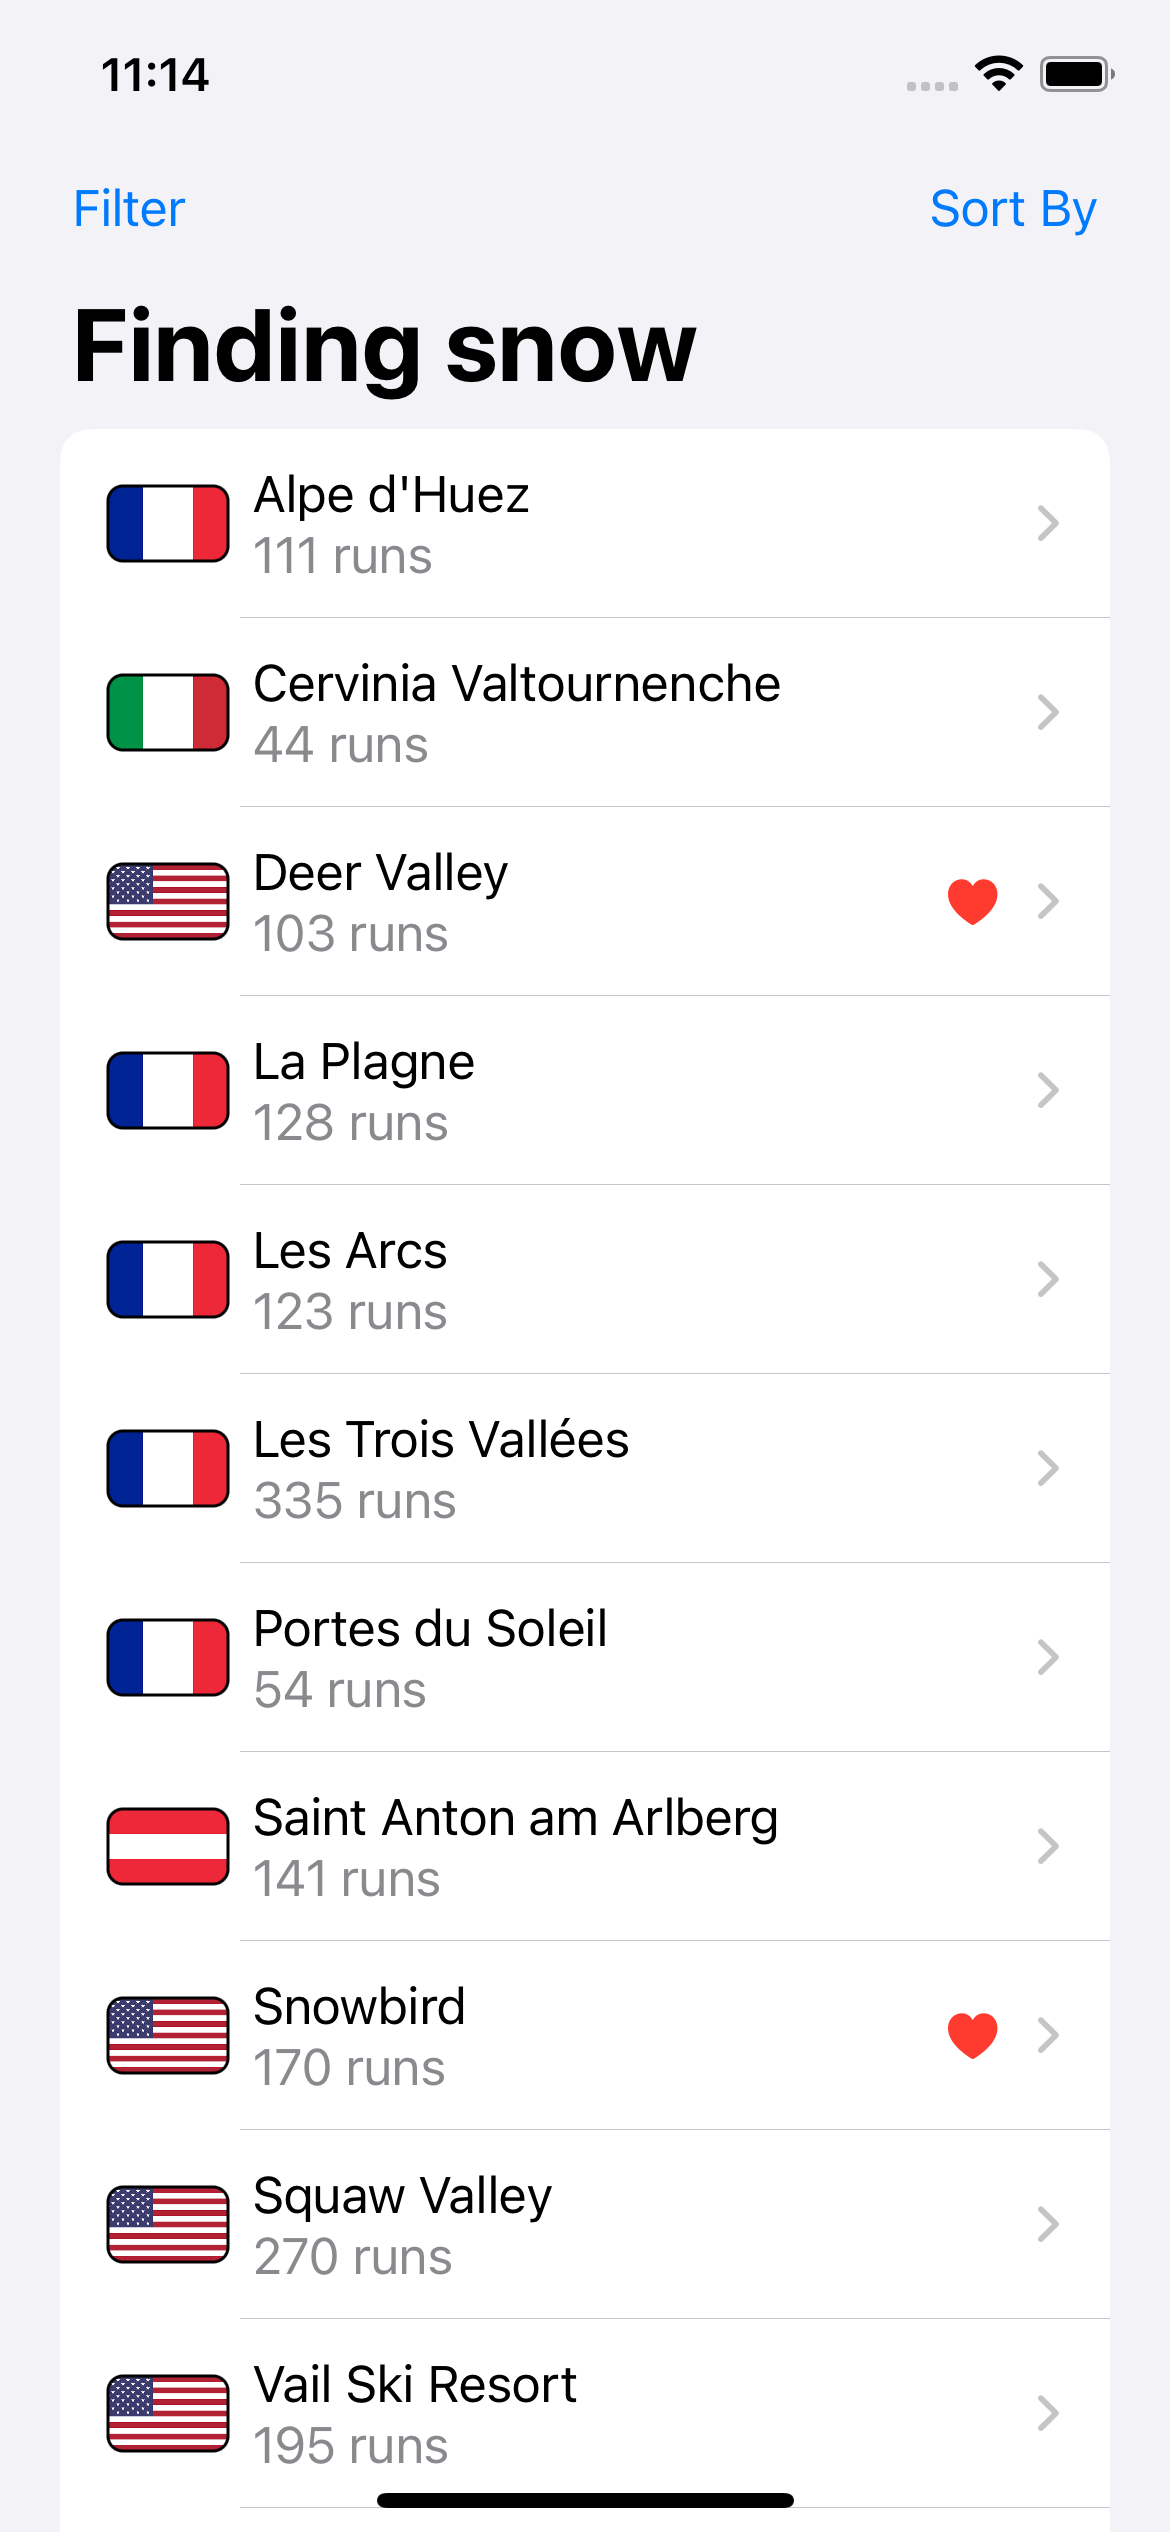 11:14
Filter
Sort By
Finding snow
Alpe d'Huez
111 runs
Cervinia Valtournenche
44 runs
Deer Valley
103 runs
La Plagne
128 runs
Les Arcs
123 runs
Les Trois Vallées
335 runs
Portes du Soleil
54 runs
Saint Anton am Arlberg
141 runs
Snowbird
170 runs
Squaw Valley
270 runs
Vail Ski Resort
195 runs